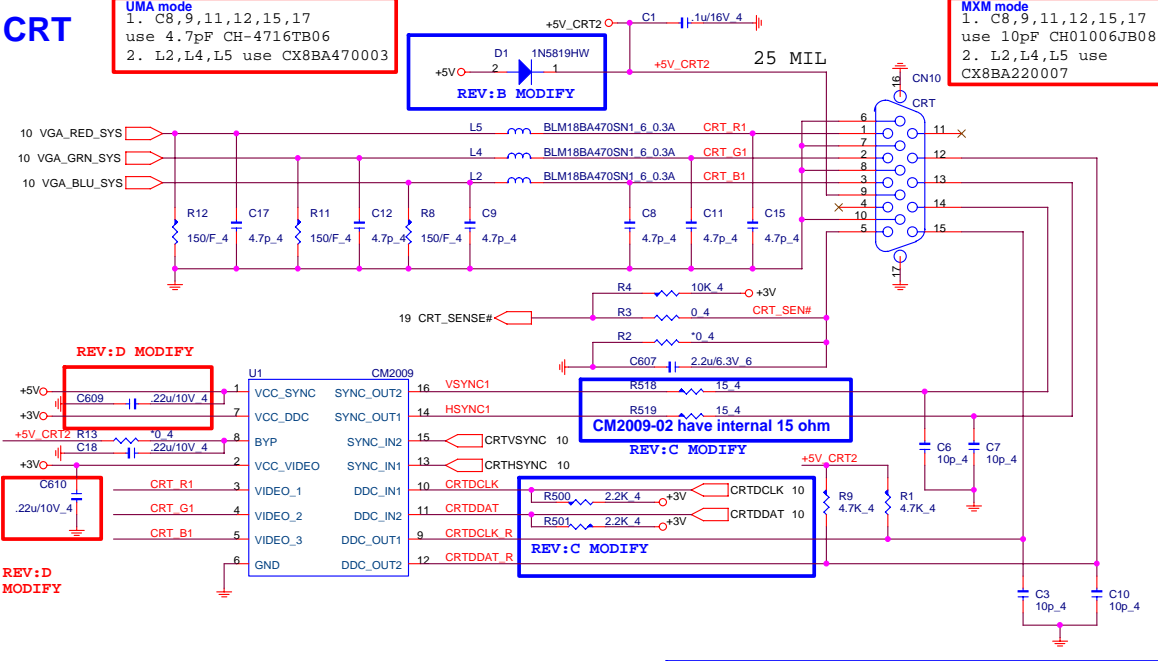 CRT
UMA mode
1. C8,9,11,12,15,17
use 4.7pF CH-4716TB06
2. L2,L4,L5 use CX8BA470003
MXM mode
1. C8,9,11,12,15,17
use 10pF CH01006JB08
2. L2,L4,L5 use
CX8BA220007
+5V_CRT2
C1
.1u/16V_4
D1
1N5819HW
+5V
2
1
+5V_CRT2
REV:B MODIFY
25 MIL
16
CN10
CRT
10 VGA_RED_SYS
L5
BLM18BA470SN1_6_0.3A
CRT_R1
10 VGA_GRN_SYS
L4
BLM18BA470SN1_6_0.3A
CRT_G1
10 VGA_BLU_SYS
L2
BLM18BA470SN1_6_0.3A
CRT_B1
6
1
7
2
8
3
9
4
10
5
11
12
13
14
15
17
R12
150/F_4
C17
4.7p_4
R11
150/F_4
C12
4.7p_4
R8
150/F_4
C9
4.7p_4
C8
4.7p_4
C11
4.7p_4
C15
4.7p_4
R4
10K_4
+3V
19 CRT_SENSE#
R3
0_4
CRT_SEN#
R2
*0_4
C607
2.2u/6.3V_6
REV:D MODIFY
+5V
C609
.22u/10V_4
+3V
+5V_CRT2
R13
*0_4
C18
.22u/10V_4
+3V
C610
.22u/10V_4
REV:D
MODIFY
CRT_R1
CRT_G1
CRT_B1
U1
CM2009
1 VCC_SYNC
7 VCC_DDC
8 BYP
2 VCC_VIDEO
3 VIDEO_1
4 VIDEO_2
5 VIDEO_3
6 GND
SYNC_OUT2 16 VSYNC1
SYNC_OUT1 14 HSYNC1
SYNC_IN2 15 CRTVSYNC 10
SYNC_IN1 13 CRTHSYNC 10
DDC_IN1 10 CRTDCLK
DDC_IN2 11 CRTDDAT
DDC_OUT1 9 CRTDCLK_R
DDC_OUT2 12 CRTDDAT_R
R518
15_4
R519
15_4
CM2009-02 have internal 15 ohm
REV:C MODIFY
R500
2.2K_4
+3V
CRTDCLK 10
R501
2.2K_4
+3V
CRTDDAT 10
REV:C MODIFY
+5V_CRT2
R9
4.7K_4
R1
4.7K_4
C6
10p_4
C7
10p_4
C3
10p_4
C10
10p_4